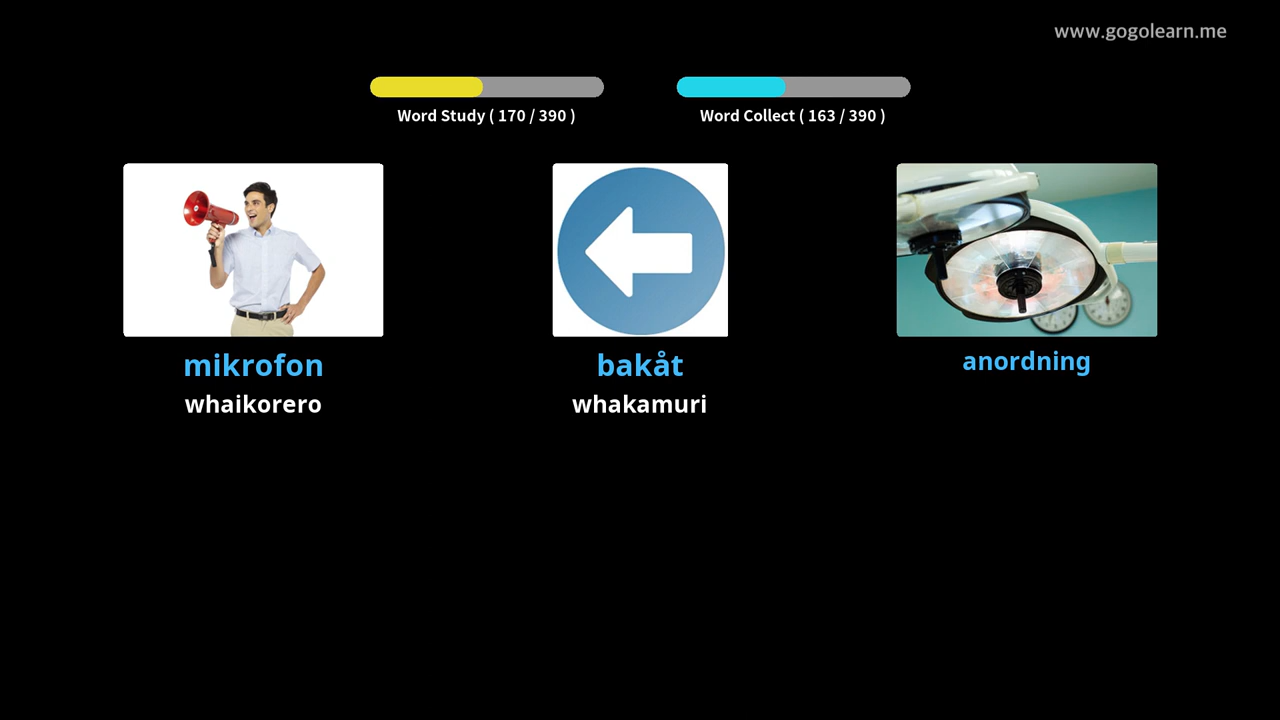 www.gogolearn.me
Word Study ( 170 / 390 )
Word Collect ( 163 / 390 )
mikrofon
whaikorero
bakåt
whakamuri
anordning